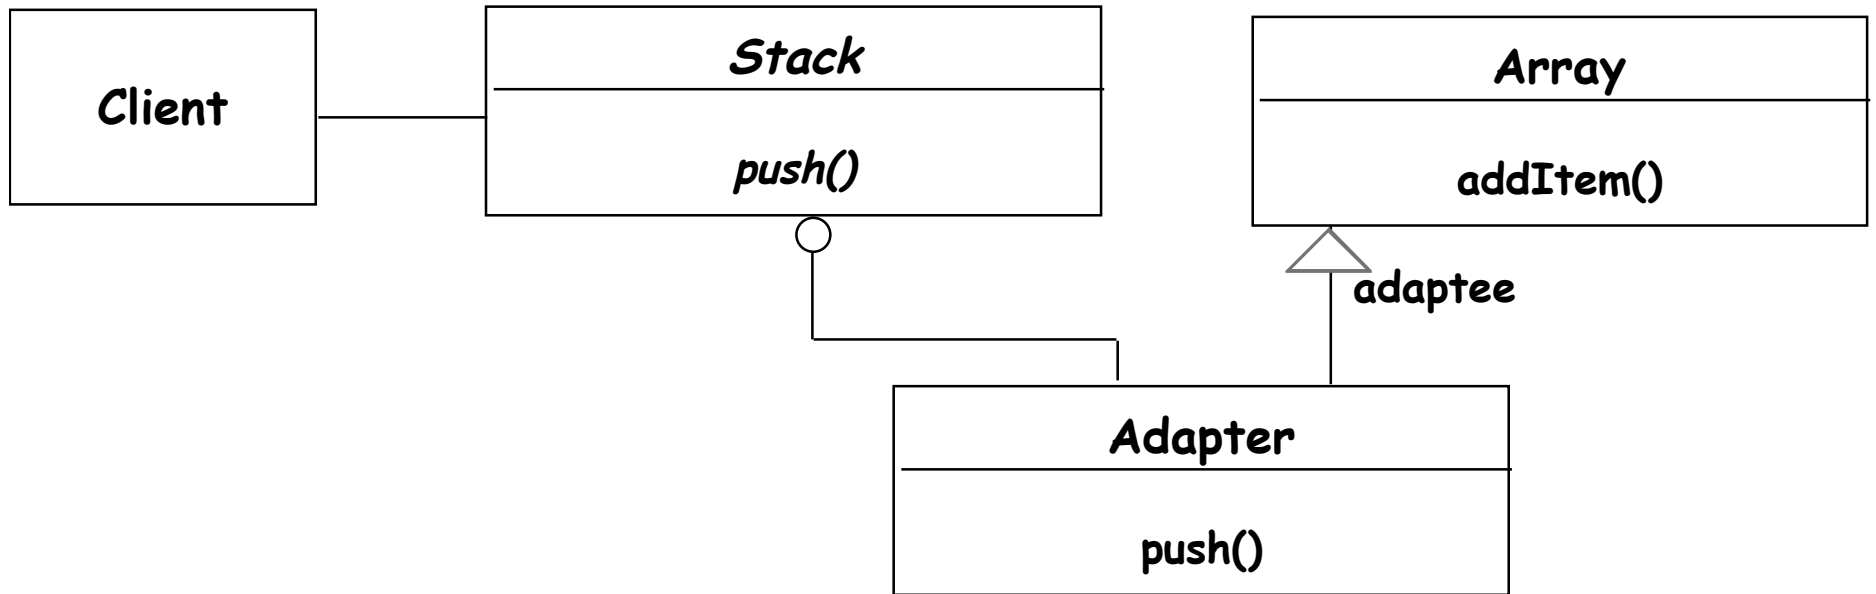 Client
Stack
push()
Array
addItem()
adaptee
Adapter
push()